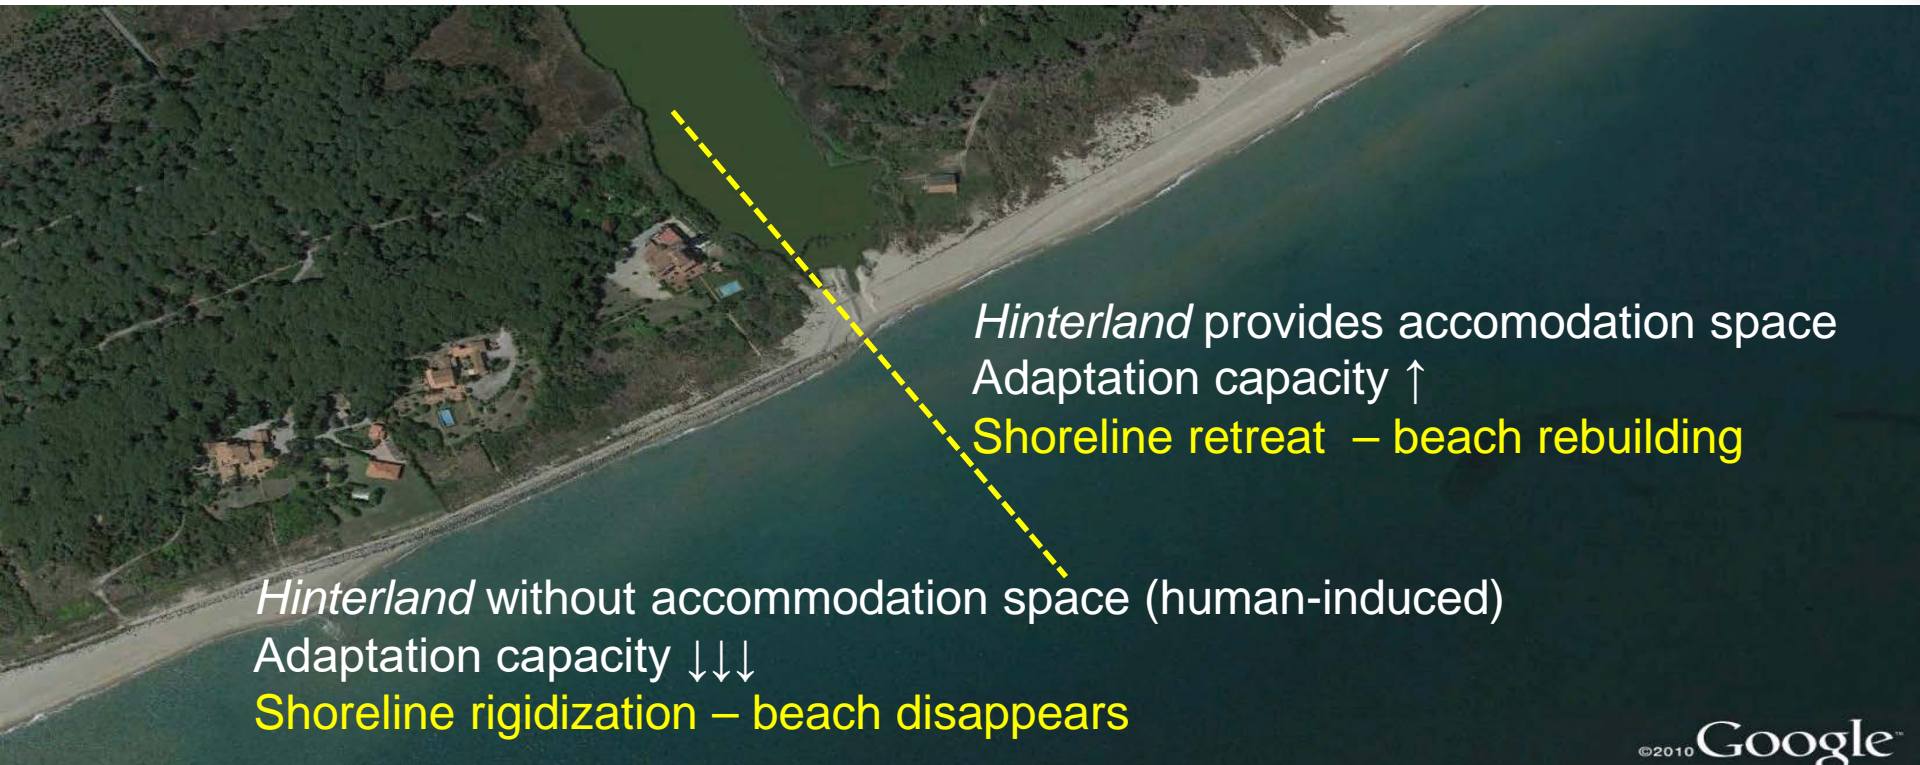 Hinterland provides accomodation space
Adaptation capacity ↑
Shoreline retreat – beach rebuilding
Hinterland without accommodation space (human-induced)
Adaptation capacity ↓↓↓
Shoreline rigidization – beach disappears
©2010 Google™